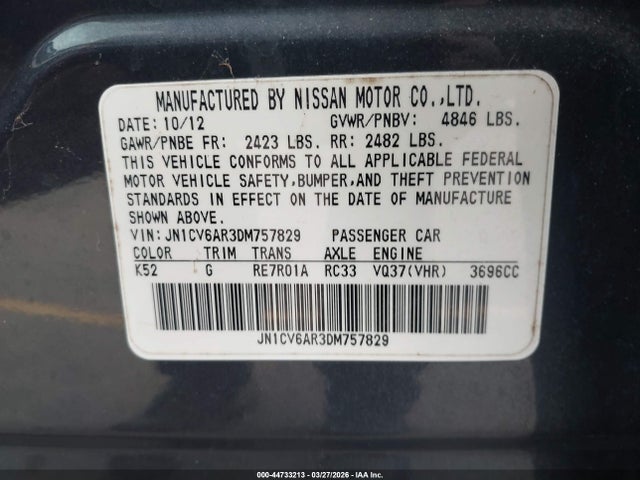 MANUFACTURED BY NISSAN MOTOR CO.,LTD.
DATE: 10/12 GVWR/PNBV: 4846 LBS.
GAWR/PNBE FR: 2423 LBS. RR: 2482 LBS.
THIS VEHICLE CONFORMS TO ALL APPLICABLE FEDERAL
MOTOR VEHICLE SAFETY,BUMPER,AND THEFT PREVENTION
STANDARDS IN EFFECT ON THE DATE OF MANUFACTURE
SHOWN ABOVE.
VIN: JN1CV6AR3DM757829 PASSENGER CAR
COLOR TRIM TRANS AXLE ENGINE
K52 G RE7R01A RC33 VQ37(VHR) 3696CC
JN1CV6AR3DM757829
000-44733213 - 03/27/2026 - IAA Inc.